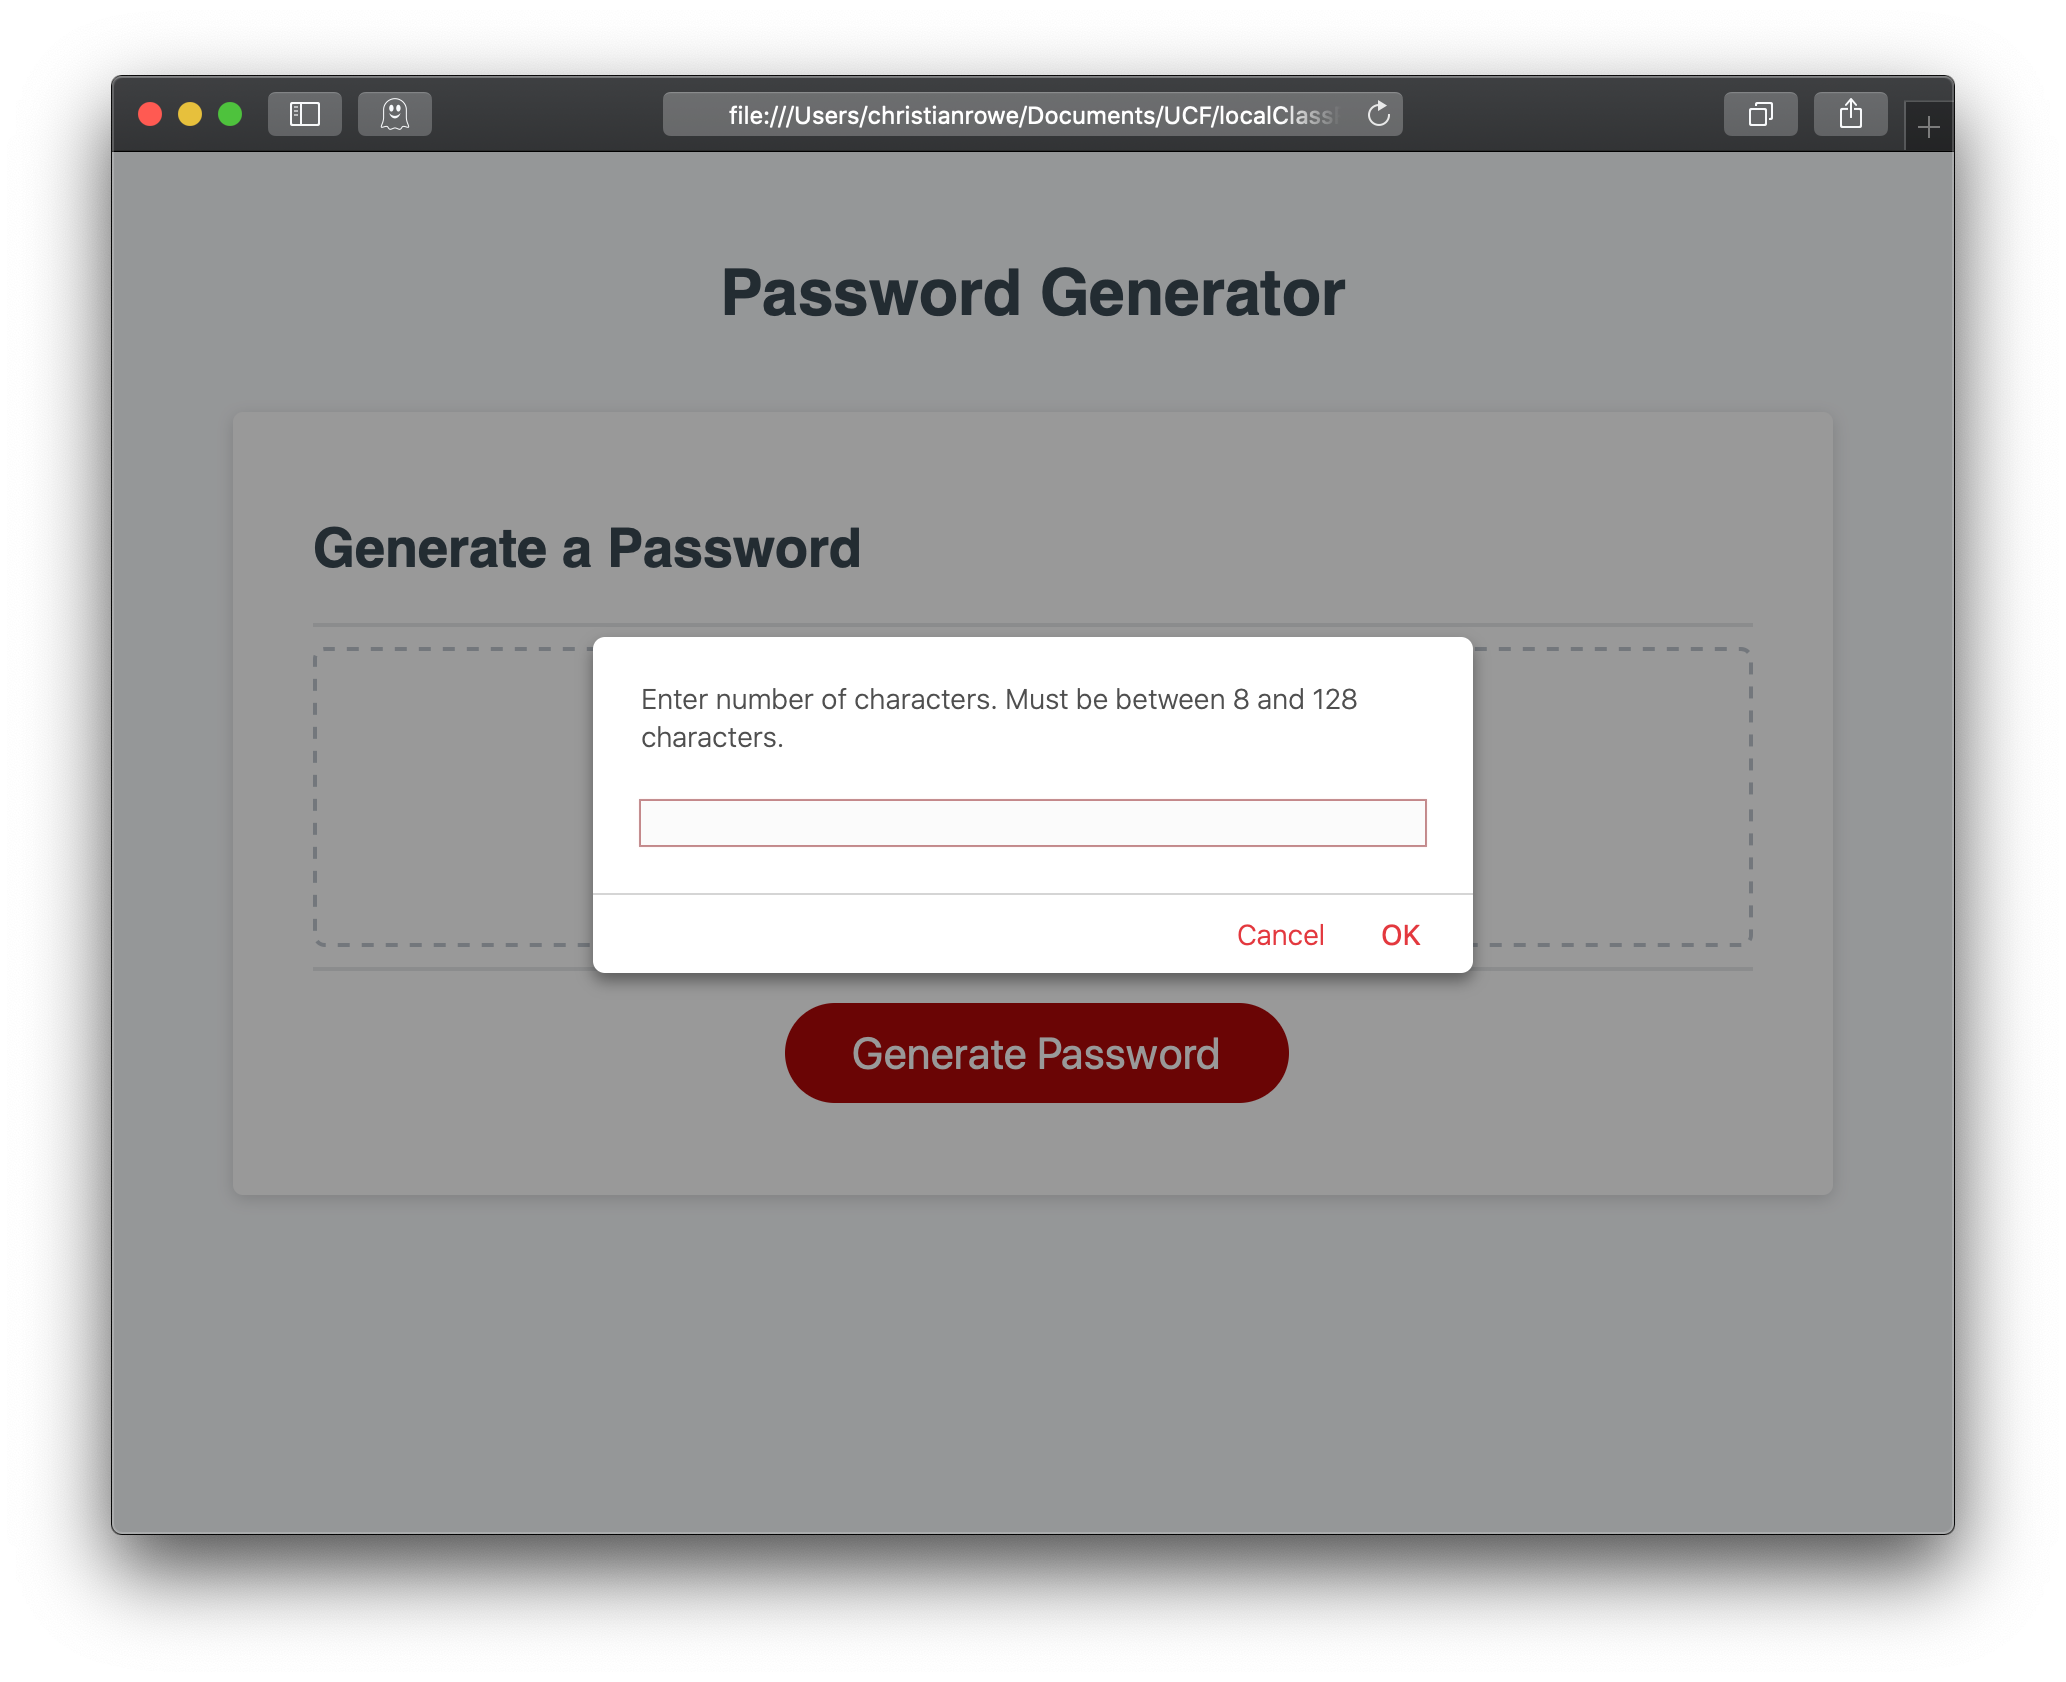 file:///Users/christianrowe/Documents/UCF/localClass
Password Generator
Generate a Password
Enter number of characters. Must be between 8 and 128
characters.
Cancel OK
Generate Password